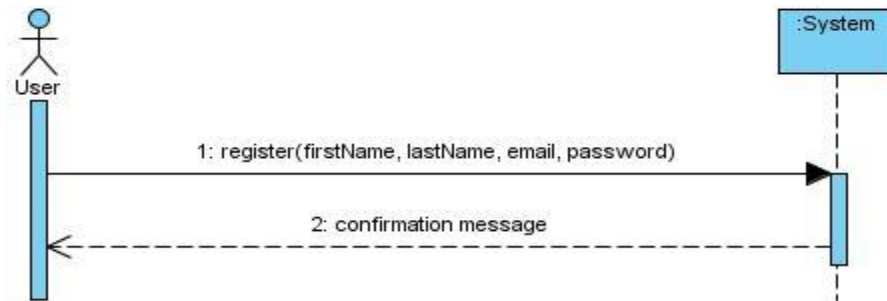 :System
User
1: register(firstName, lastName, email, password)
2: confirmation message